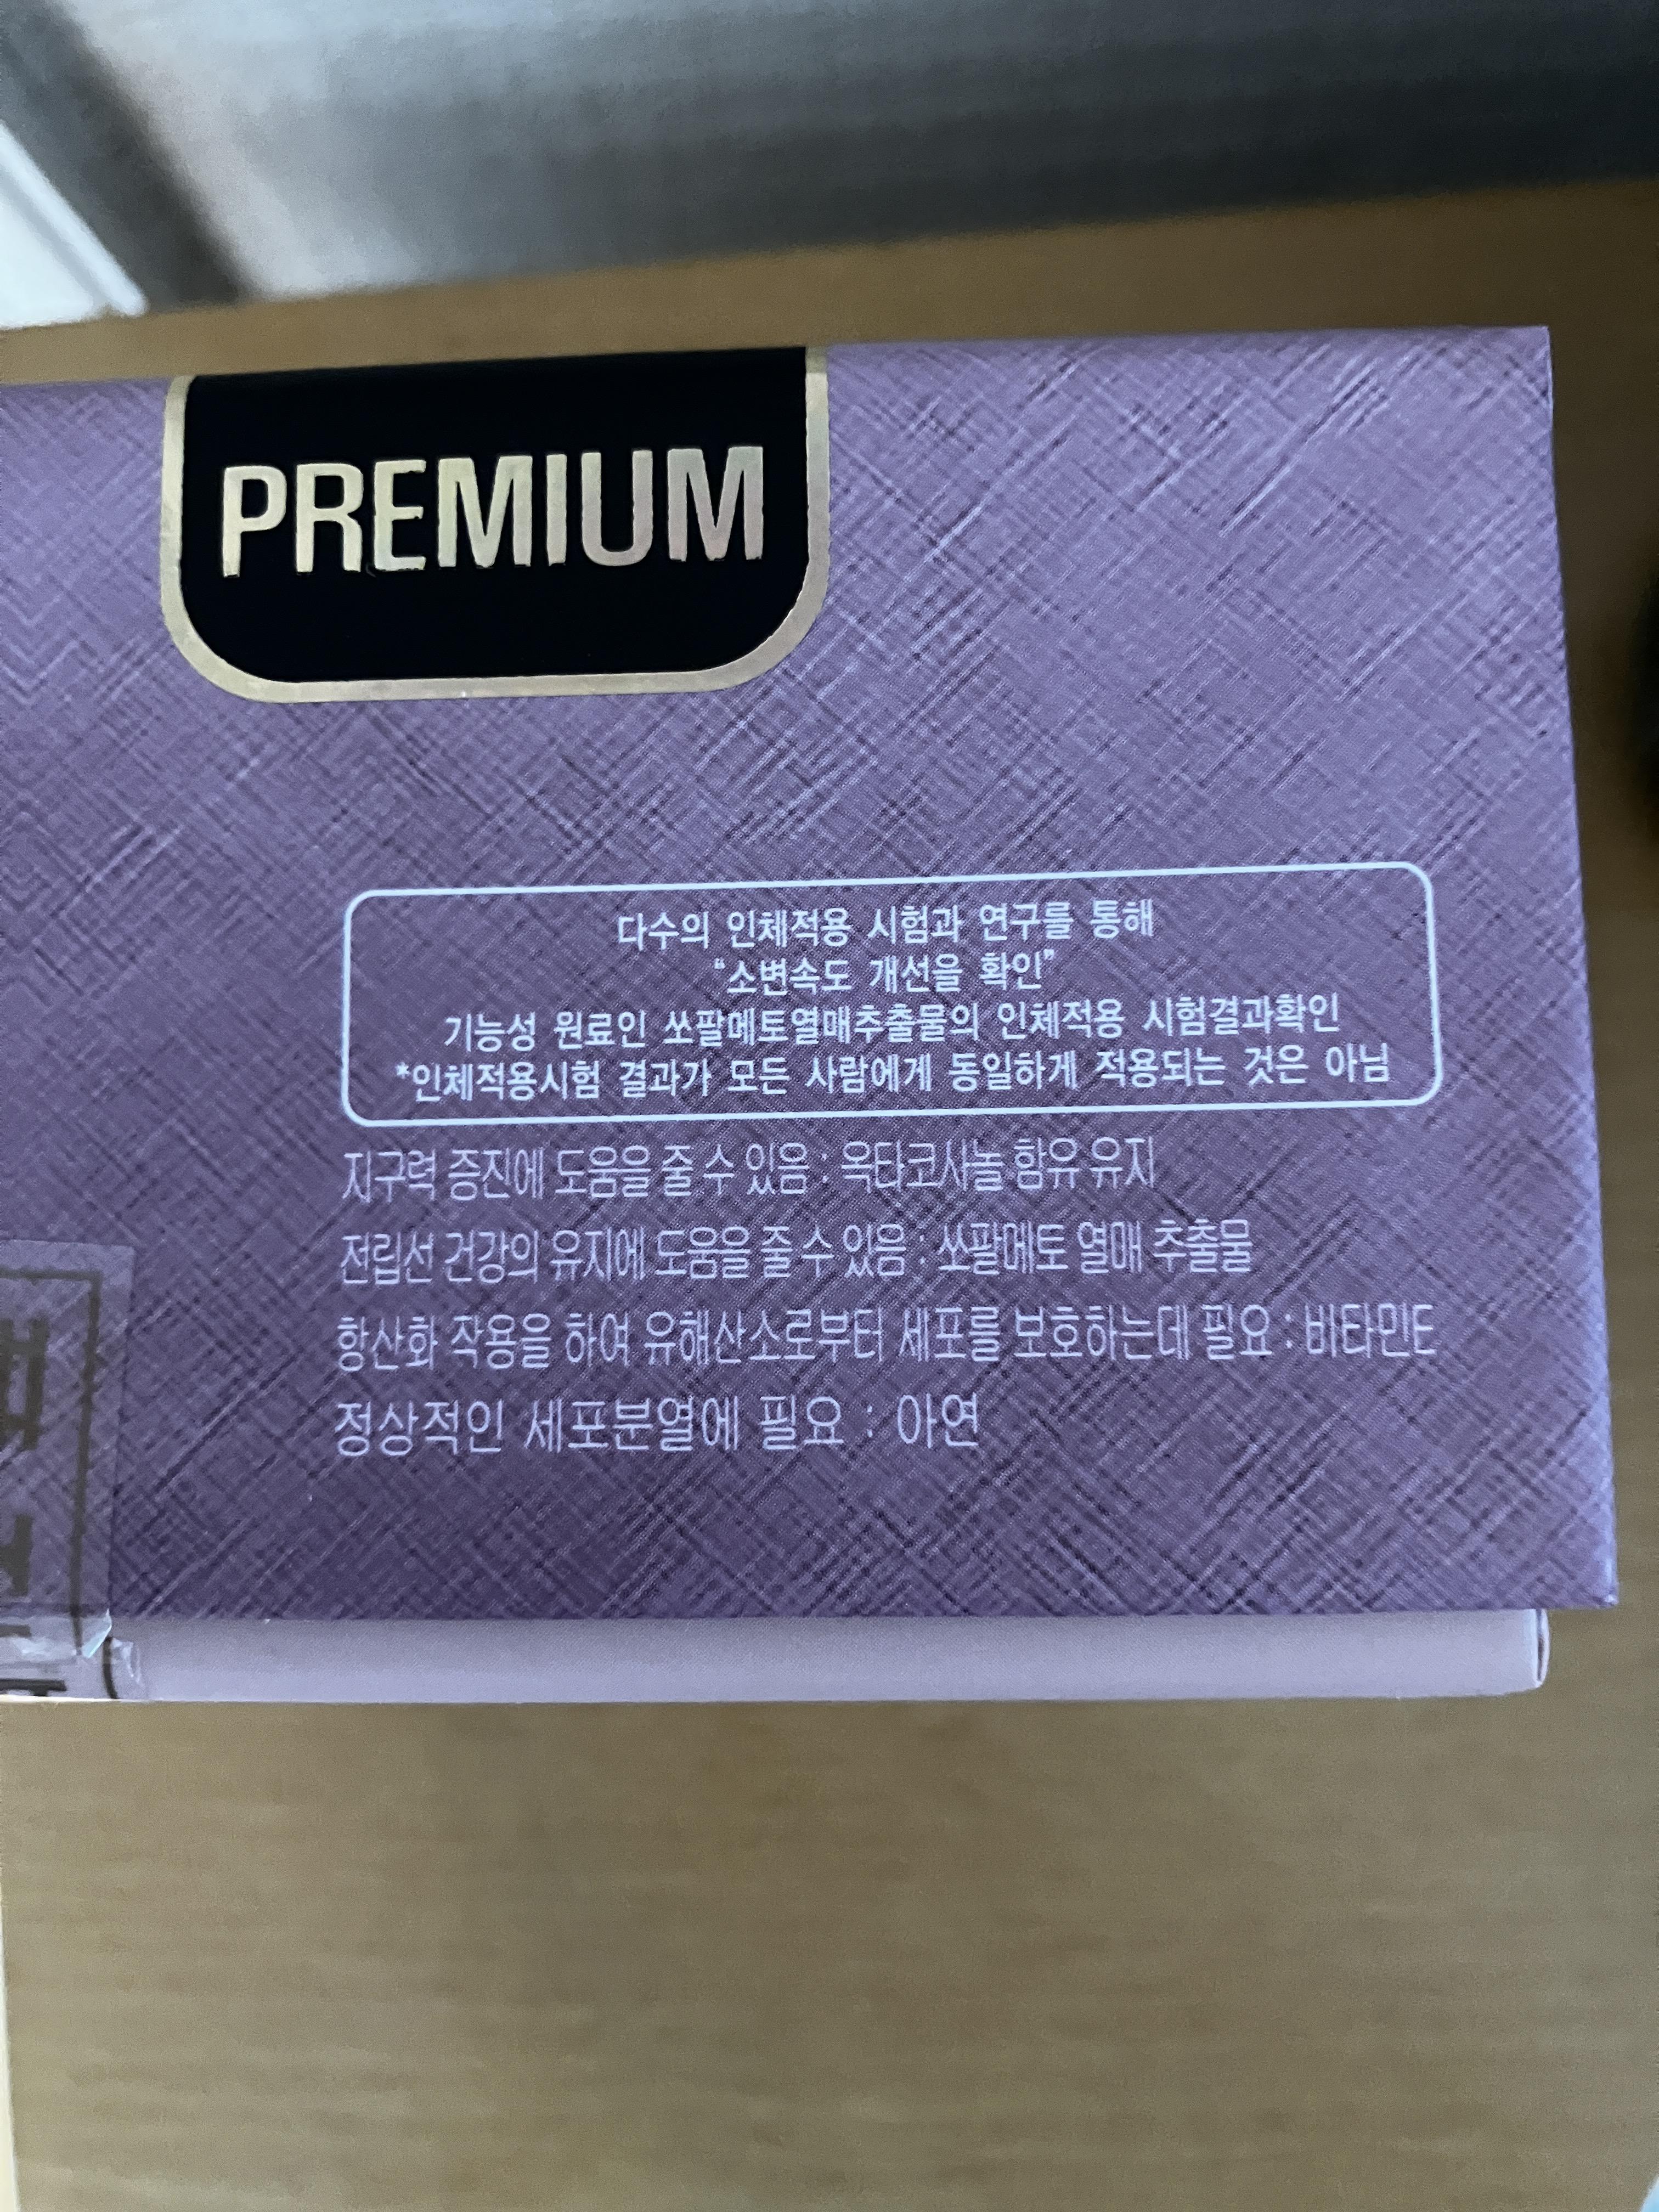 PREMIUM
다수의 인체적용 시험과 연구를 통해
“소변속도 개선을 확인”
기능성 원료인 쏘팔메토열매추출물의 인체적용 시험결과확인
*인체적용시험 결과가 모든 사람에게 동일하게 적용되는 것은 아님
지구력 증진에 도움을 줄 수 있음 : 옥타코사놀 함유 유지
전립선 건강의 유지에 도움을 줄 수 있음 : 쏘팔메토 열매 추출물
항산화 작용을 하여 유해산소로부터 세포를 보호하는데 필요 : 비타민E
정상적인 세포분열에 필요 : 아연